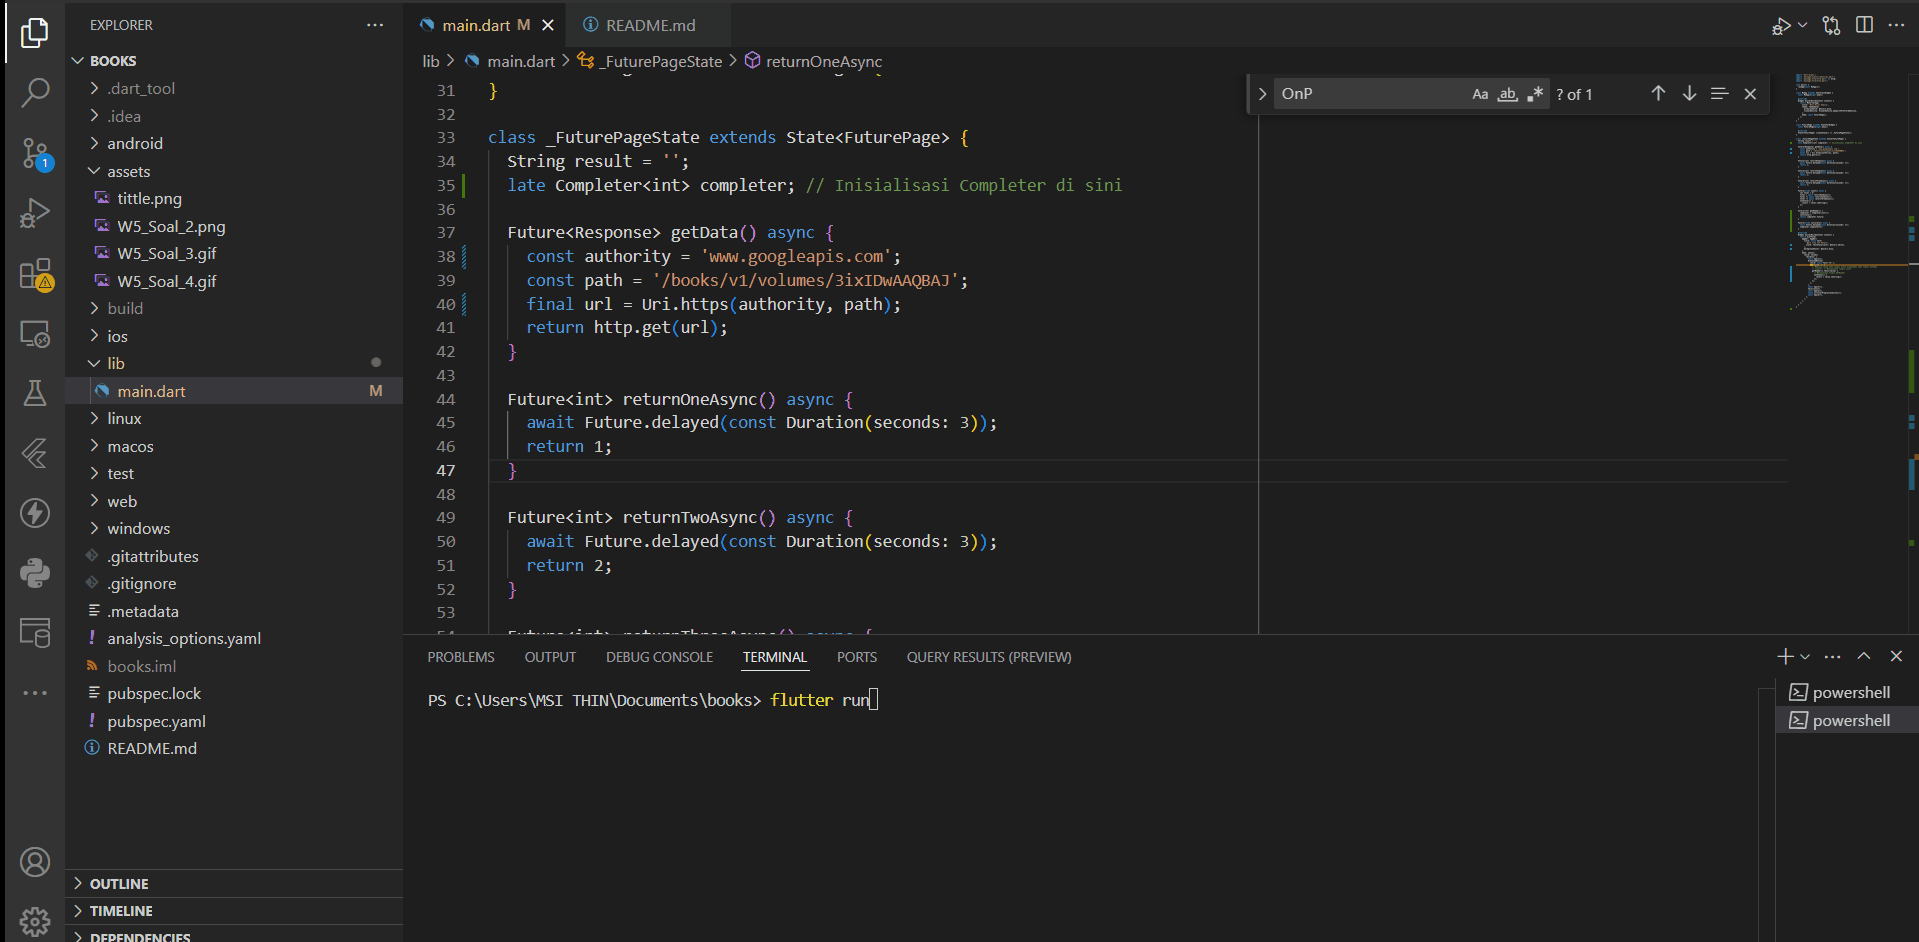 EXPLORER
BOOKS
.dart_tool
.idea
android
assets
tittle.png
W5_Soal_2.png
W5_Soal_3.gif
W5_Soal_4.gif
build
ios
lib
main.dart M
linux
macos
test
web
windows
.gitattributes
.gitignore
.metadata
analysis_options.yaml
books.iml
pubspec.lock
pubspec.yaml
README.md
OUTLINE
TIMELINE
DEPENDENCIES
1
main.dart M
README.md
lib > main.dart > _FuturePageState > returnOneAsync
OnP Aa ab ? of 1
31 }
32
33 class _FuturePageState extends State<FuturePage> {
34 String result = '';
35 late Completer<int> completer; // Inisialisasi Completer di sini
36
37 Future<Response> getData() async {
38 const authority = 'www.googleapis.com';
39 const path = '/books/v1/volumes/3ixIDwAAQBAJ';
40 final url = Uri.https(authority, path);
41 return http.get(url);
42 }
43
44 Future<int> returnOneAsync() async {
45 await Future.delayed(const Duration(seconds: 3));
46 return 1;
47 }
48
49 Future<int> returnTwoAsync() async {
50 await Future.delayed(const Duration(seconds: 3));
51 return 2;
52 }
53
54 Future<int> returnThreeAsync() async {
PROBLEMS OUTPUT DEBUG CONSOLE TERMINAL PORTS QUERY RESULTS (PREVIEW)
PS C:\Users\MSI THIN\Documents\books> flutter run
powershell
powershell